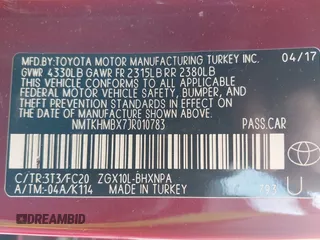 MFD.BY:TOYOTA MOTOR MANUFACTURING TURKEY INC. 04/17
GVWR 4330LB GAWR FR 2315LB RR 2380LB
THIS VEHICLE CONFORMS TO ALL APPLICABLE
FEDERAL MOTOR VEHICLE SAFETY, BUMPER, AND
THEFT PREVENTION STANDARDS IN EFFECT ON
THE DATE OF MANUFACTURE SHOWN ABOVE.
NMTKHMBX7JR010783 PASS.CAR
C/TR:3T3/FC20 ZGX10L-BHXNPA
A/TM:-04A/K114 MADE IN TURKEY 793 U